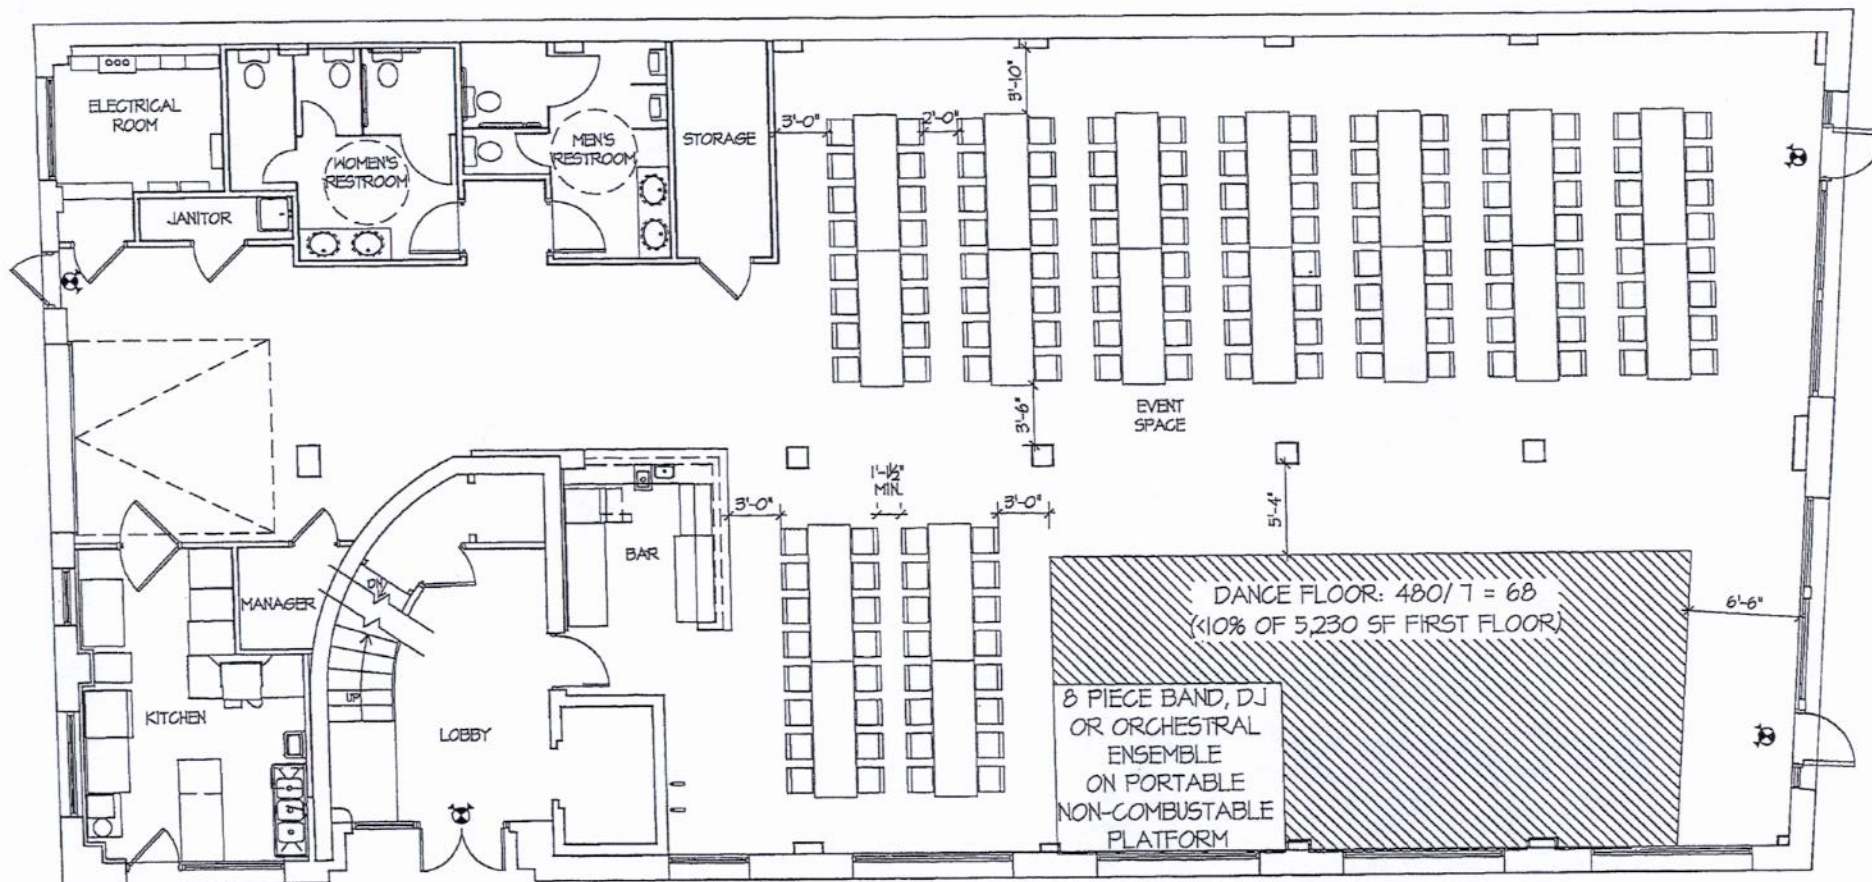 ELECTRICAL
ROOM
WOMEN'S
RESTROOM
MEN'S
RESTROOM
STORAGE
JANITOR
3'-0"
2'-0"
3'-10"
EVENT
SPACE
3'-6"
1'-1½"
MIN.
3'-0"
3'-0"
5'-4"
BAR
MANAGER
DN
UP
KITCHEN
LOBBY
DANCE FLOOR: 480/7 = 68
(<10% OF 5,230 SF FIRST FLOOR)
6'-6"
8 PIECE BAND, DJ
OR ORCHESTRAL
ENSEMBLE
ON PORTABLE
NON-COMBUSTABLE
PLATFORM